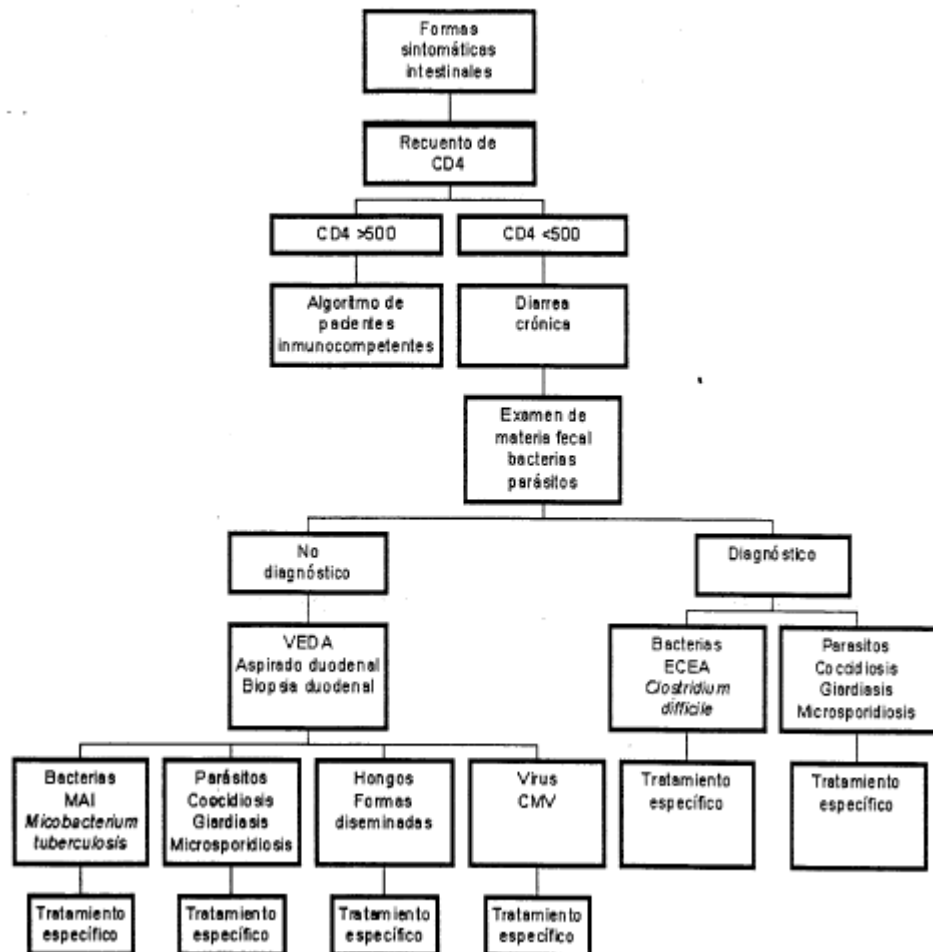 Formas
sintomáticas
intestinales
Recuento de
CD4
CD4 >500
CD4 <500
Algoritmo de
pacientes
inmunocompetentes
Diarrea
crónica
Examen de
materia fecal
bacterias
parásitos
No
diagnóstico
Diagnóstico
VEDA
Aspirado duodenal
Biopsia duodenal
Bacterias
ECEA
Clostridium
difficile
Parasitos
Coccidiosis
Giardiasis
Microsporidiosis
Bacterias
MAI
Micobacterium
tuberculosis
Parásitos
Coocidiosis
Giardiasis
Microsporidiosis
Hongos
Formas
diseminadas
Virus
CMV
Tratamiento
específico
Tratamiento
específico
Tratamiento
específico
Tratamiento
específico
Tratamiento
específico
Tratamiento
específico